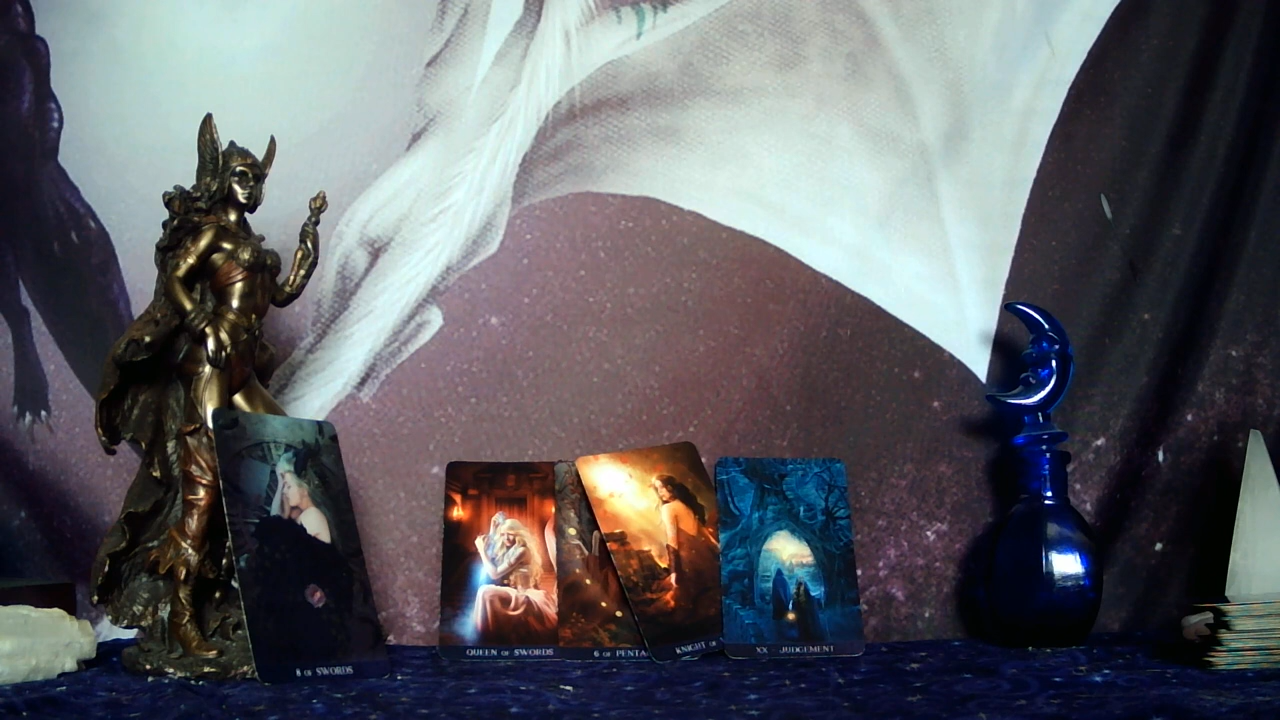 8 OF SWORDS
QUEEN OF SWORDS
6 OF PENTA
KNIGHT OF
XX - JUDGEMENT